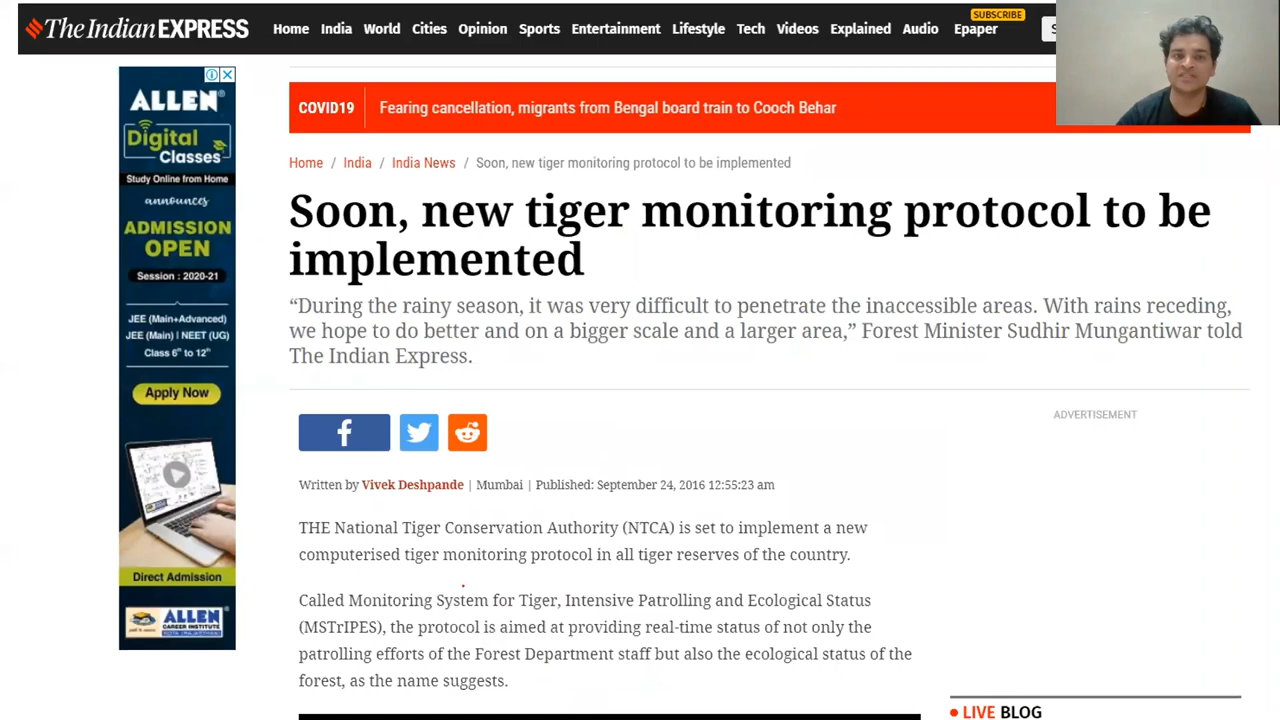 The Indian EXPRESS
Home India World Cities Opinion Sports Entertainment Lifestyle Tech Videos Explained Audio Epaper
SUBSCRIBE
ALLEN
Digital
Classes
Study Online from Home
announces
ADMISSION
OPEN
Session : 2020-21
JEE (Main+Advanced)
JEE (Main) | NEET (UG)
Class 6th to 12th
Apply Now
Direct Admission
ALLEN
CAREER INSTITUTE
COVID19 Fearing cancellation, migrants from Bengal board train to Cooch Behar
Home / India / India News / Soon, new tiger monitoring protocol to be implemented
Soon, new tiger monitoring protocol to be
implemented
“During the rainy season, it was very difficult to penetrate the inaccessible areas. With rains receding,
we hope to do better and on a bigger scale and a larger area,” Forest Minister Sudhir Mungantiwar told
The Indian Express.
ADVERTISEMENT
Written by Vivek Deshpande | Mumbai | Published: September 24, 2016 12:55:23 am
THE National Tiger Conservation Authority (NTCA) is set to implement a new
computerised tiger monitoring protocol in all tiger reserves of the country.
Called Monitoring System for Tiger, Intensive Patrolling and Ecological Status
(MSTrIPES), the protocol is aimed at providing real-time status of not only the
patrolling efforts of the Forest Department staff but also the ecological status of the
forest, as the name suggests.
LIVE BLOG